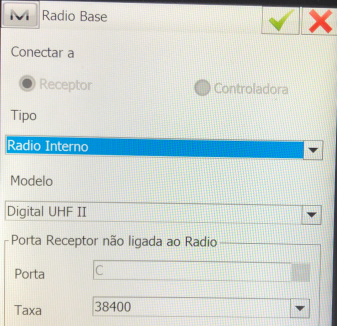 Radio Base
Conectar a
Receptor
Controladora
Tipo
Radio Interno
Modelo
Digital UHF II
Porta Receptor não ligada ao Radio
Porta
C
Taxa
38400